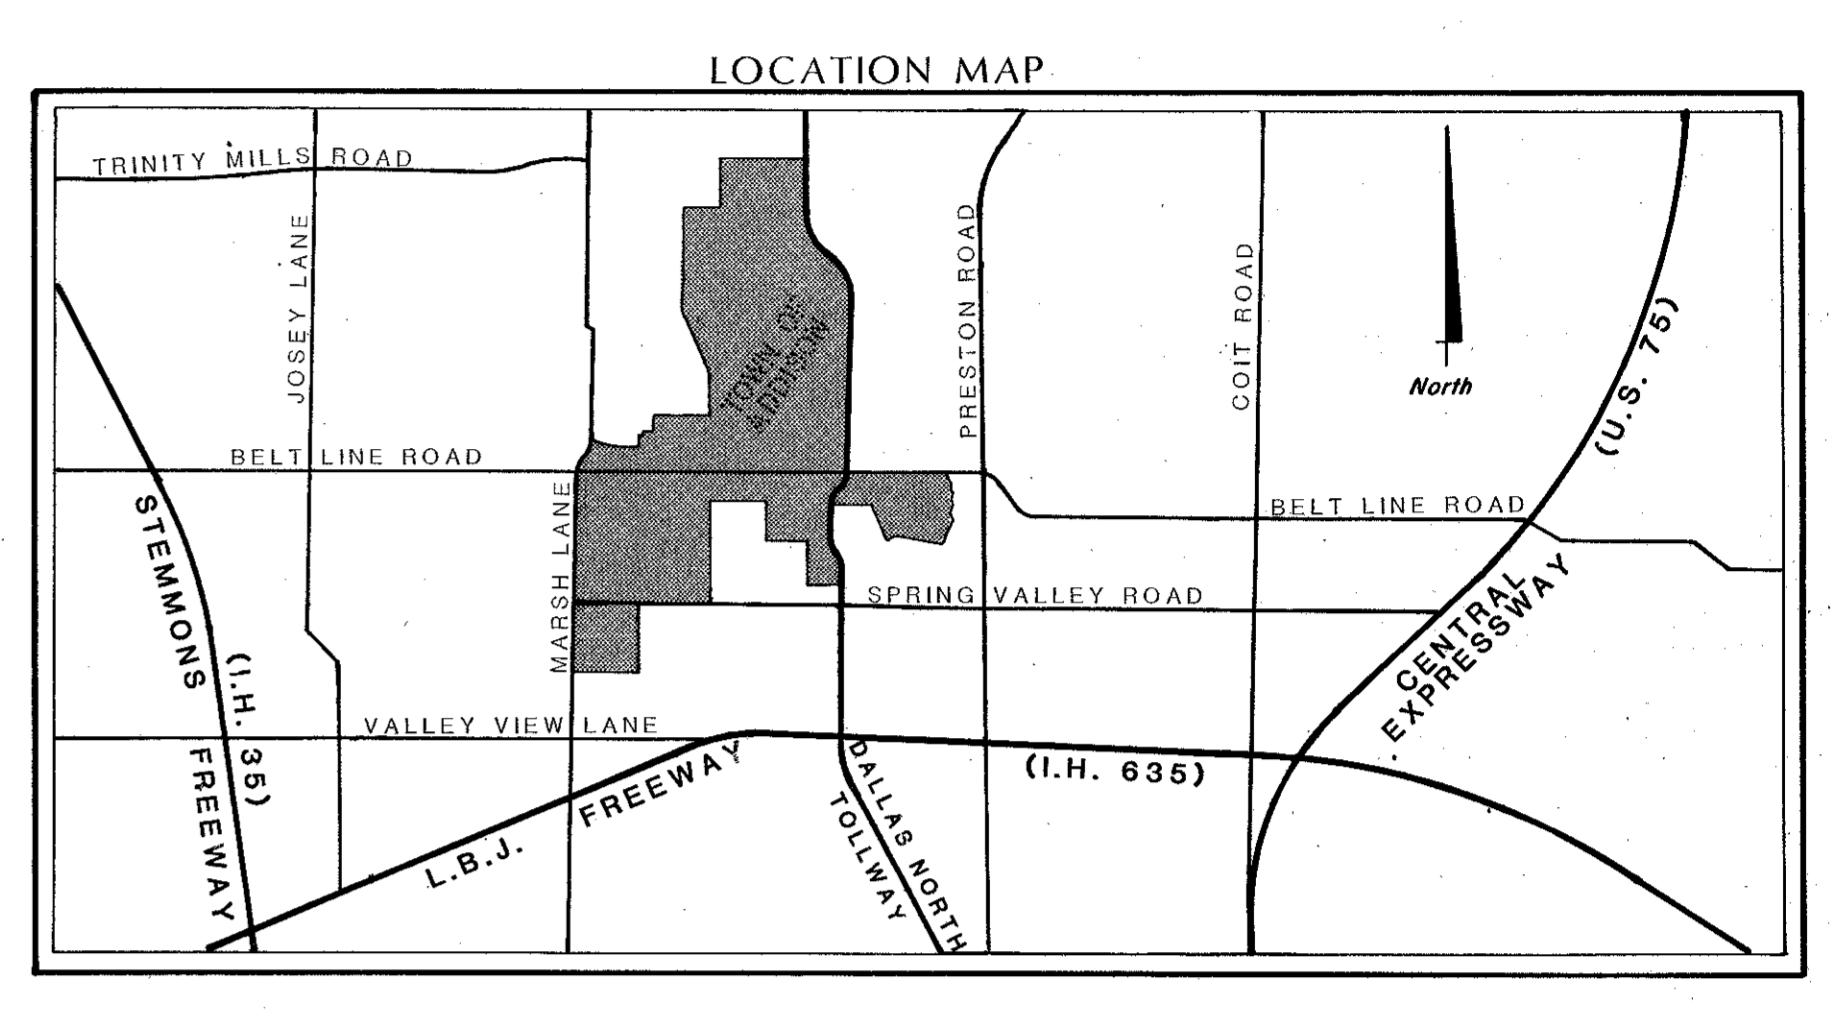 LOCATION MAP
TRINITY MILLS ROAD
JOSEY LANE
PRESTON ROAD
COIT ROAD
(U.S. 75)
North
TOWN OF
ADDISON
BELT LINE ROAD
MARSH LANE
BELT LINE ROAD
STEMMONS FREEWAY
(I.H. 35)
SPRING VALLEY ROAD
CENTRAL
EXPRESSWAY
VALLEY VIEW LANE
L.B.J. FREEWAY
(I.H. 635)
DALLAS NORTH
TOLLWAY